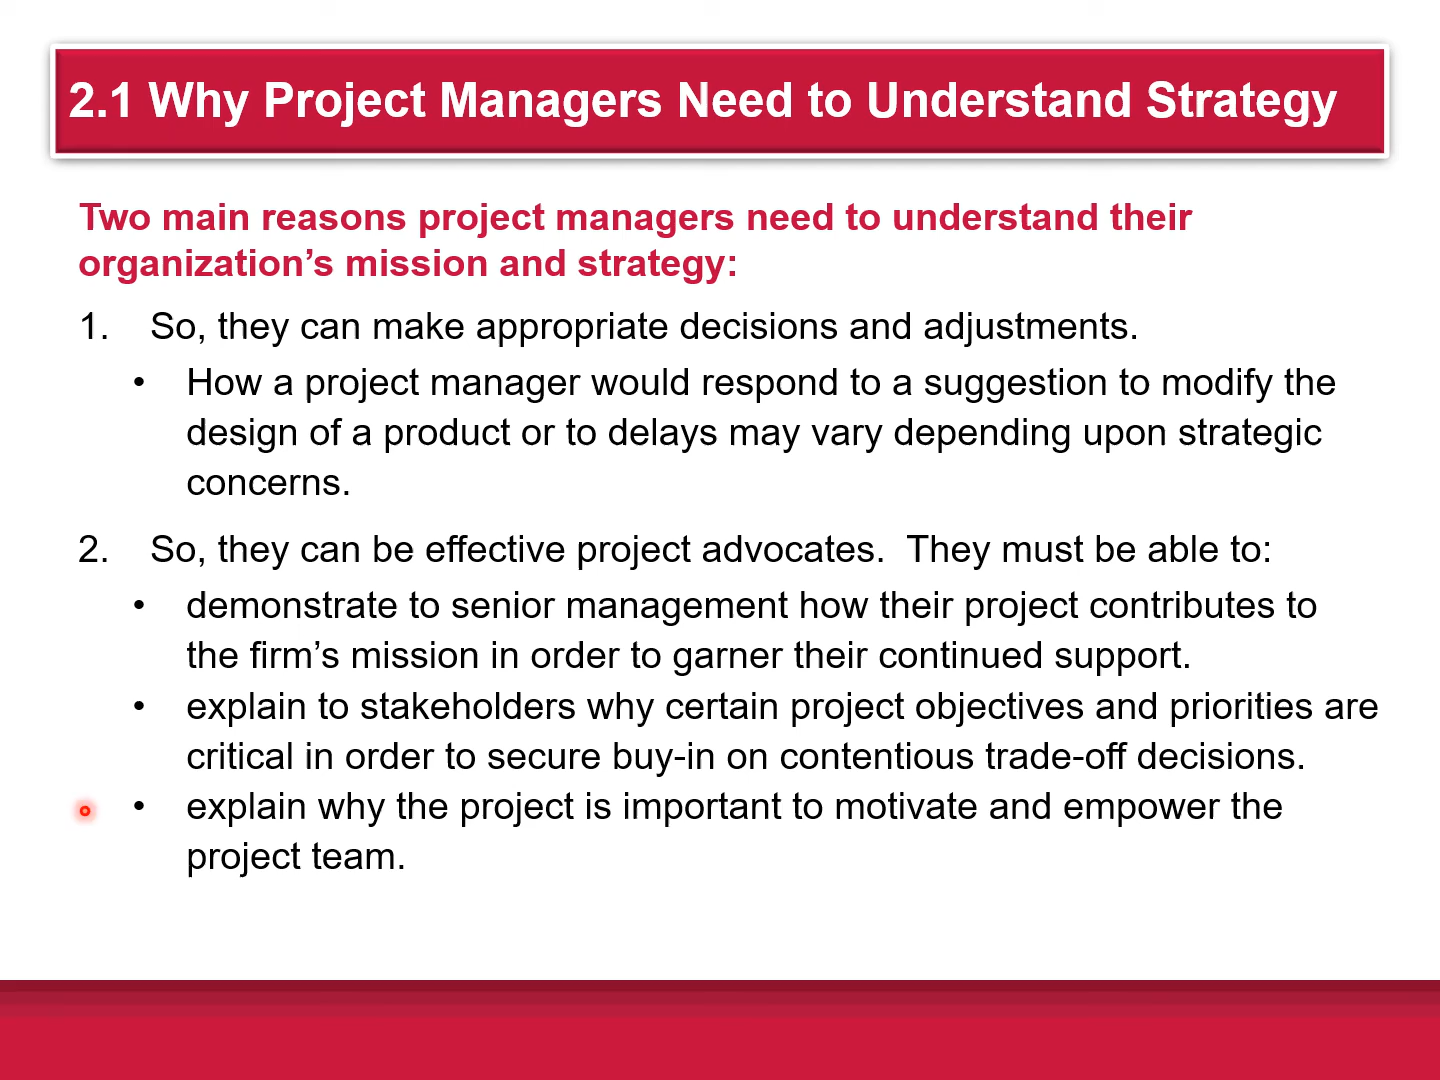 2.1 Why Project Managers Need to Understand Strategy
Two main reasons project managers need to understand their
organization’s mission and strategy:
1. So, they can make appropriate decisions and adjustments.
• How a project manager would respond to a suggestion to modify the
design of a product or to delays may vary depending upon strategic
concerns.
2. So, they can be effective project advocates.  They must be able to:
• demonstrate to senior management how their project contributes to
the firm’s mission in order to garner their continued support.
• explain to stakeholders why certain project objectives and priorities are
critical in order to secure buy-in on contentious trade-off decisions.
• explain why the project is important to motivate and empower the
project team.